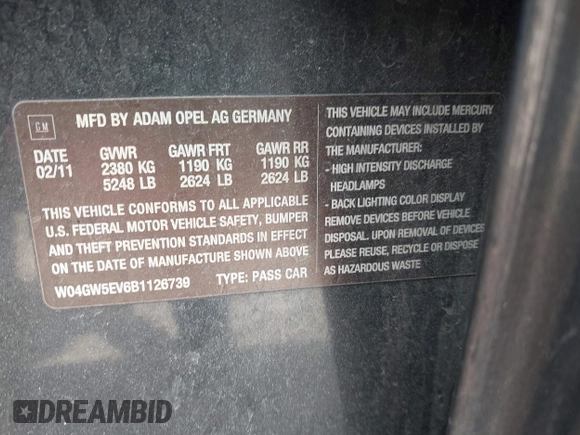 GM
MFD BY ADAM OPEL AG GERMANY
DATE GVWR GAWR FRT GAWR RR
02/11 2380 KG 1190 KG 1190 KG
5248 LB 2624 LB 2624 LB
THIS VEHICLE CONFORMS TO ALL APPLICABLE
U.S. FEDERAL MOTOR VEHICLE SAFETY, BUMPER
AND THEFT PREVENTION STANDARDS IN EFFECT
ON THE DATE OF MANUFACTURE SHOWN ABOVE
W04GW5EV6B1126739 TYPE: PASS CAR
THIS VEHICLE MAY INCLUDE MERCURY
CONTAINING DEVICES INSTALLED BY
THE MANUFACTURER:
- HIGH INTENSITY DISCHARGE
HEADLAMPS
- BACK LIGHTING COLOR DISPLAY
REMOVE DEVICES BEFORE VEHICLE
DISPOSAL. UPON REMOVAL OF DEVICES
PLEASE REUSE, RECYCLE OR DISPOSE
AS HAZARDOUS WASTE
DREAMBID